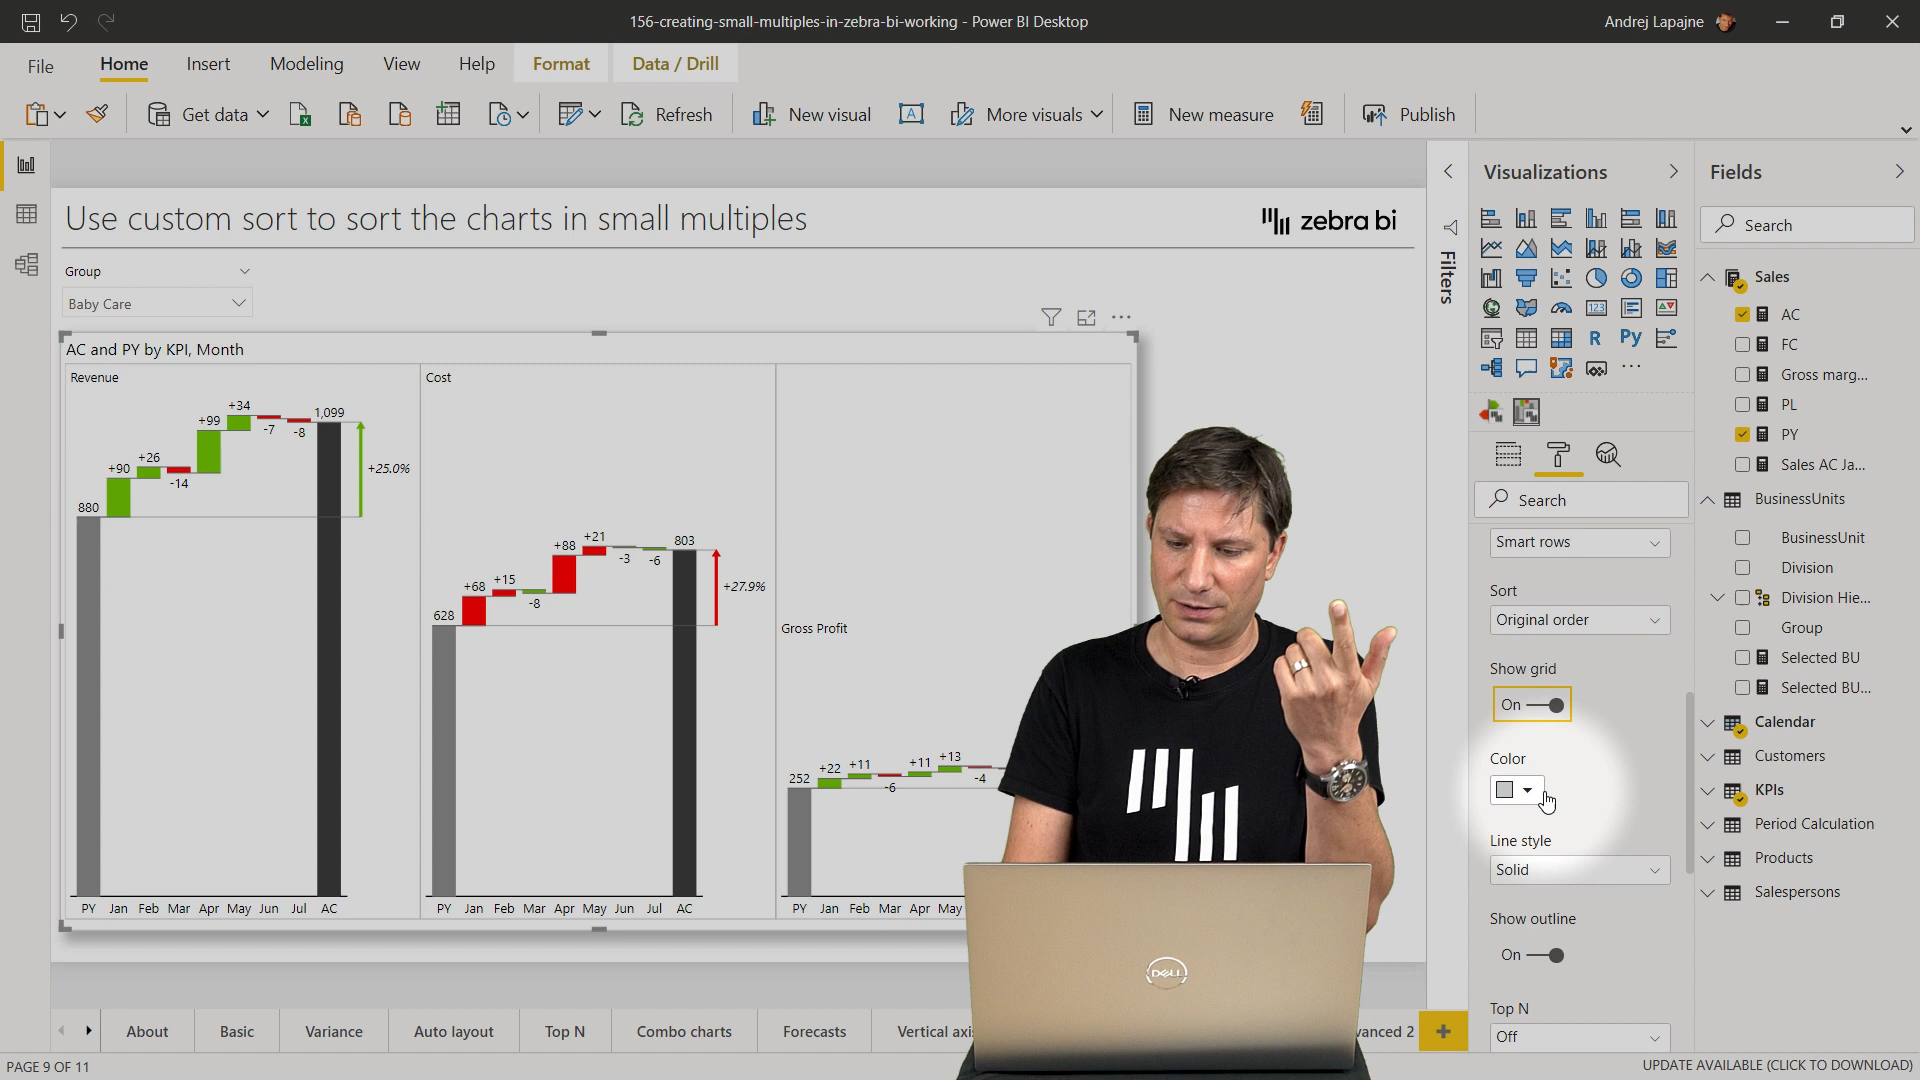 156-creating-small-multiples-in-zebra-bi-working - Power BI Desktop
Andrej Lapajne
File Home Insert Modeling View Help Format Data / Drill
Get data Refresh New visual More visuals New measure Publish
Use custom sort to sort the charts in small multiples
zebra bi
Group
Baby Care
AC and PY by KPI, Month
Revenue
880
+90
+26
-14
+99
+34
-7
-8
1,099
+25.0%
PY Jan Feb Mar Apr May Jun Jul AC
Cost
628
+68
+15
-8
+88
+21
-3
-6
803
+27.9%
PY Jan Feb Mar Apr May Jun Jul AC
Gross Profit
252
+22
+11
-6
+11
+13
-4
PY Jan Feb Mar Apr May
DELL
Filters
Visualizations
123
R
Py
Search
Smart rows
Sort
Original order
Show grid
On
Color
Line style
Solid
Show outline
On
Top N
Off
Fields
Search
Sales
AC
FC
Gross marg...
PL
PY
Sales AC Ja...
BusinessUnits
BusinessUnit
Division
Division Hie...
Group
Selected BU
Selected BU...
Calendar
Customers
KPIs
Period Calculation
Products
Salespersons
About Basic Variance Auto layout Top N Combo charts Forecasts Vertical axis vanced 2 +
PAGE 9 OF 11
UPDATE AVAILABLE (CLICK TO DOWNLOAD)